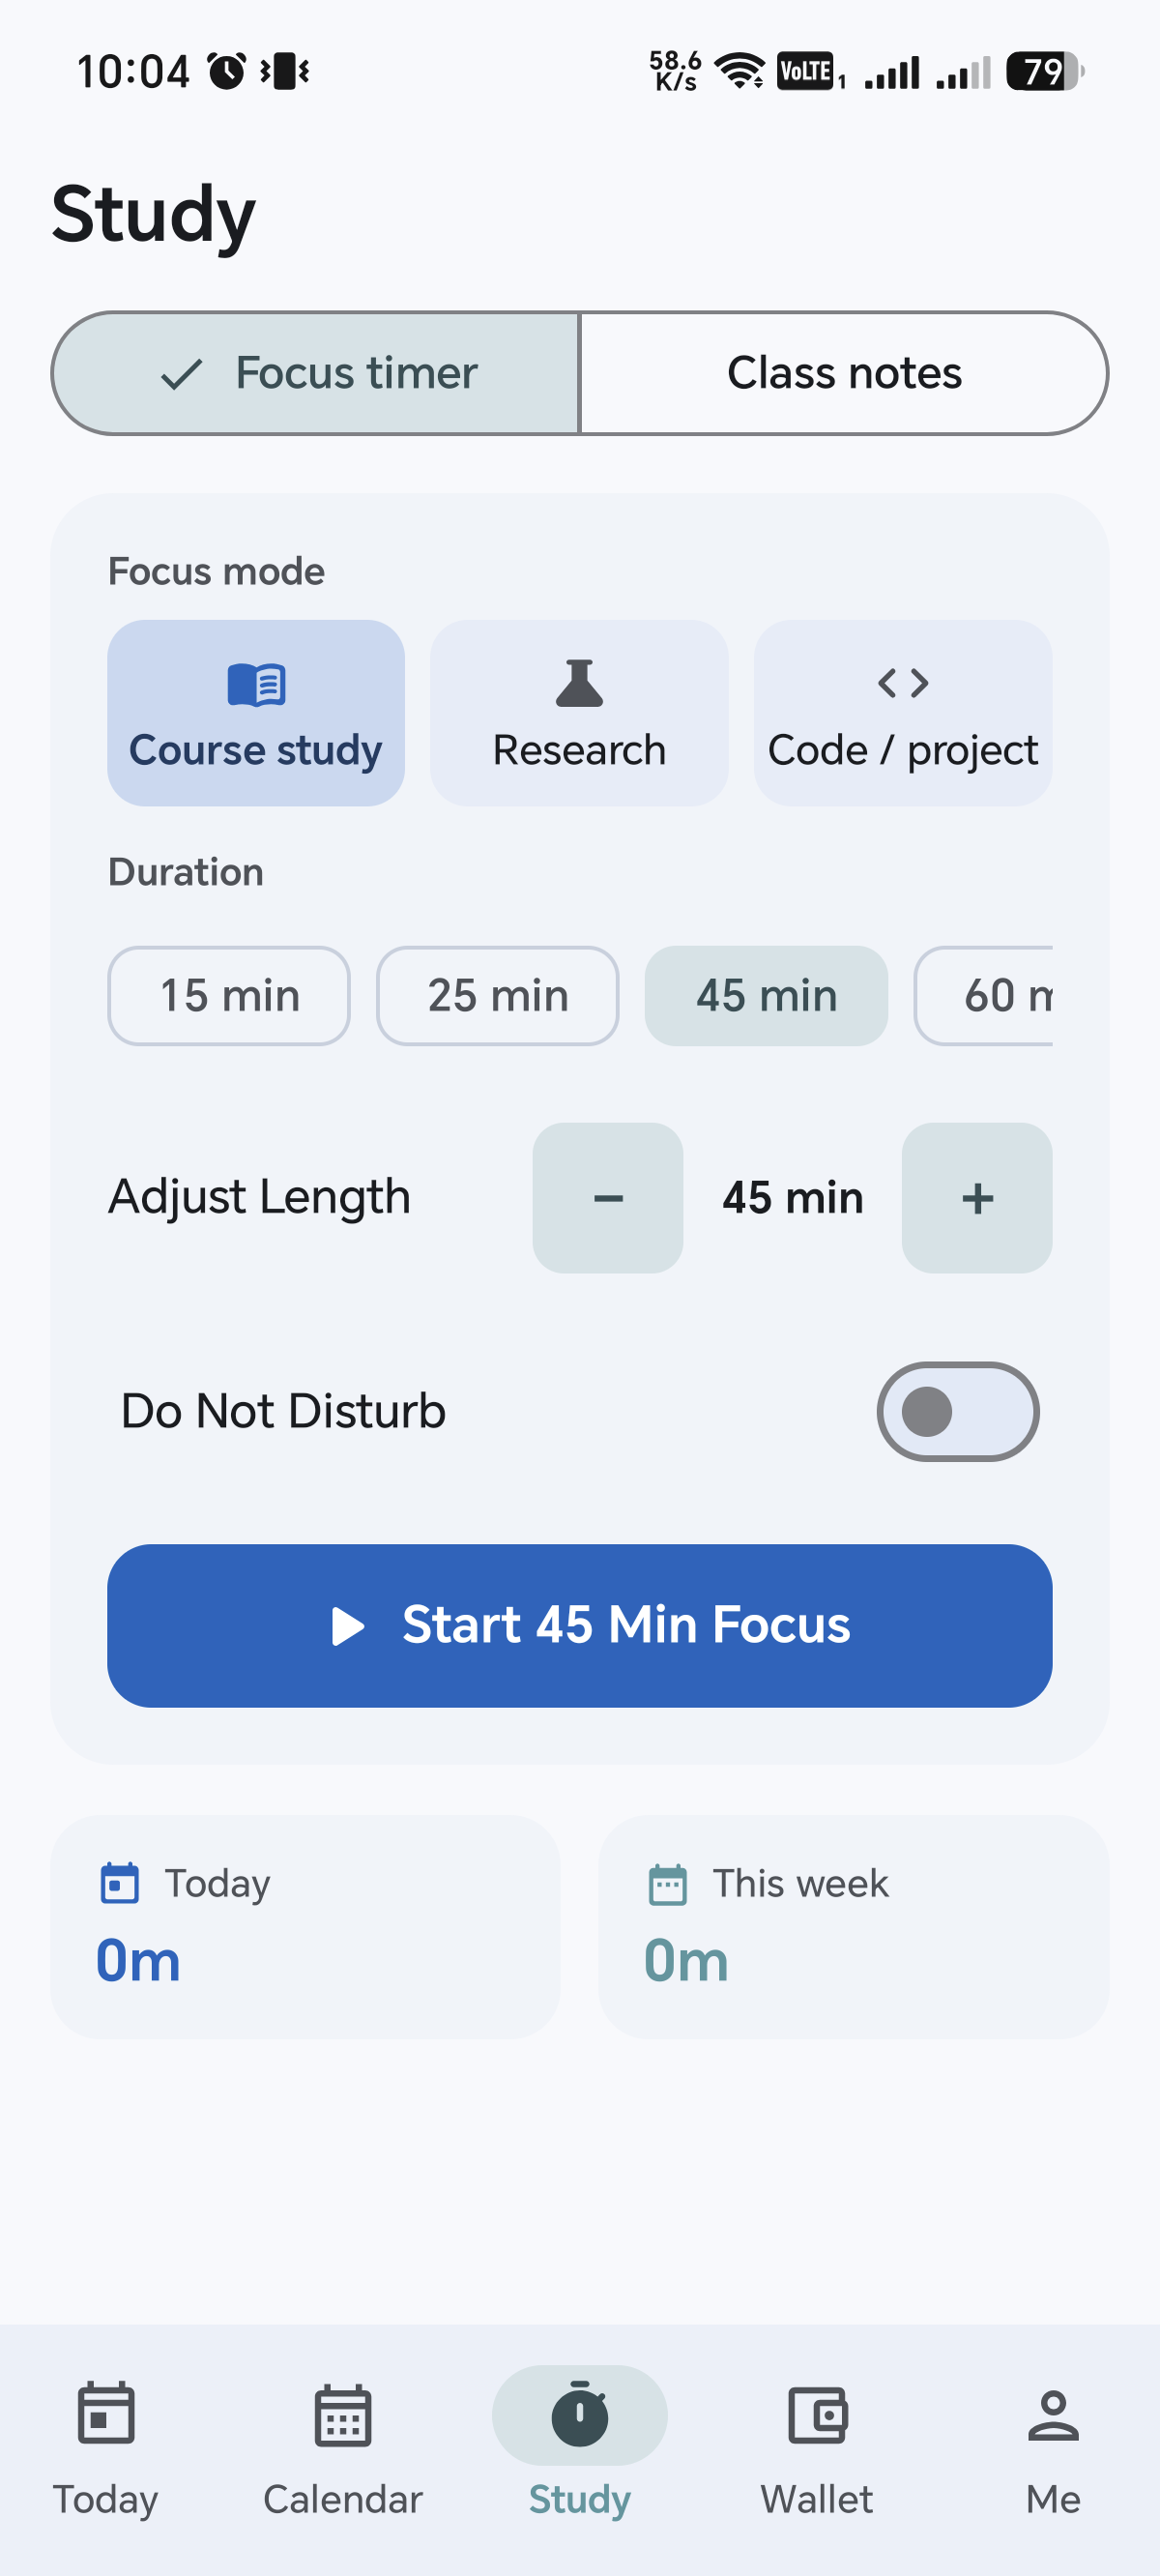 10:04 58.6 K/s VoLTE 1 79
Study
Focus timer Class notes
Focus mode
Course study Research Code / project
Duration
15 min 25 min 45 min 60 m
Adjust Length − 45 min +
Do Not Disturb
Start 45 Min Focus
Today This week
0m 0m
Today Calendar Study Wallet Me